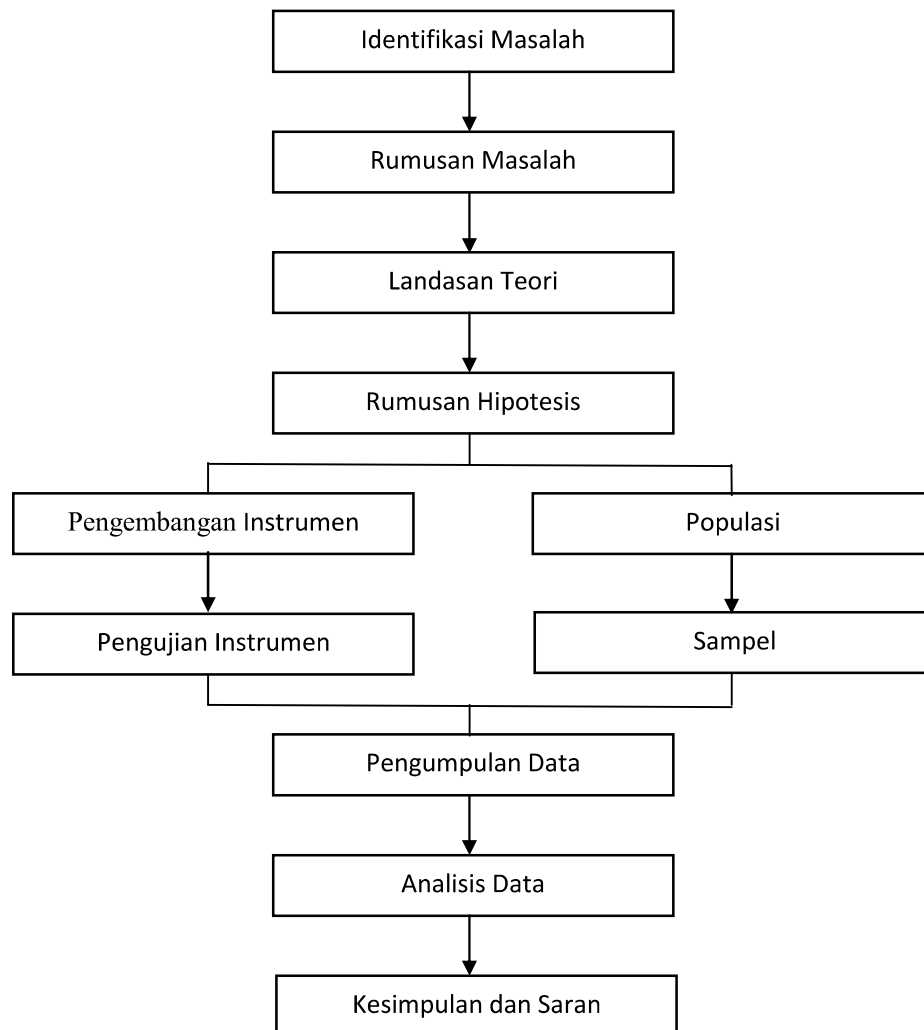 Identifikasi Masalah
Rumusan Masalah
Landasan Teori
Rumusan Hipotesis
Pengembangan Instrumen
Populasi
Pengujian Instrumen
Sampel
Pengumpulan Data
Analisis Data
Kesimpulan dan Saran